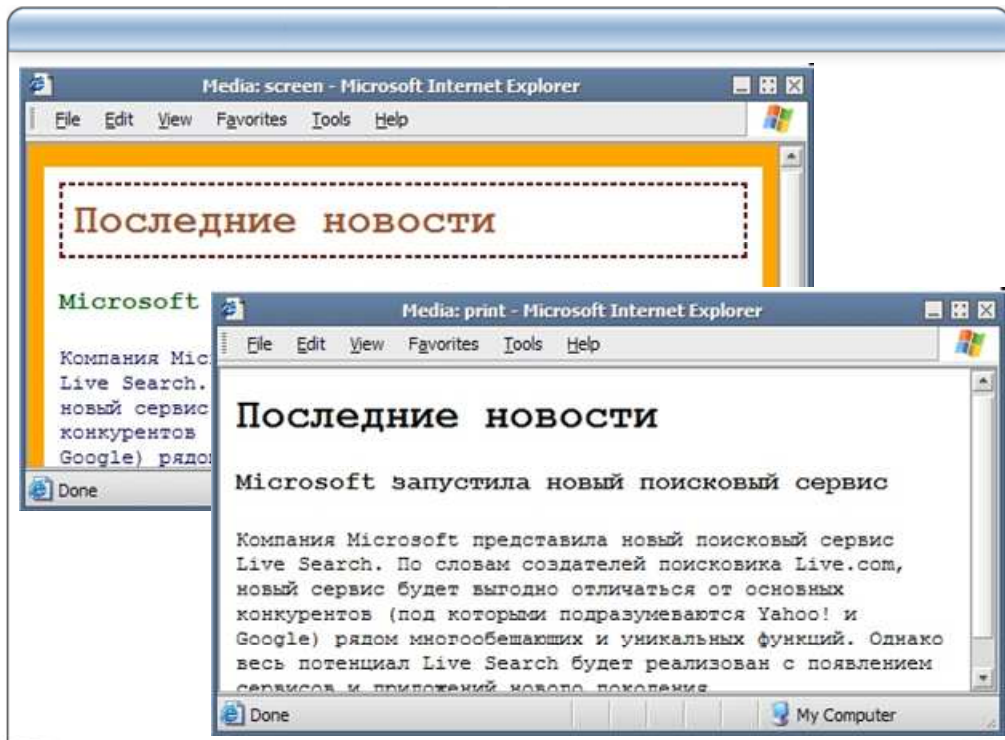 Media: screen - Microsoft Internet Explorer
File Edit View Favorites Tools Help
Последние новости
Microsoft
Компания Mic
Live Search.
новый сервис
конкурентов
Google) рядо
Done
Media: print - Microsoft Internet Explorer
File Edit View Favorites Tools Help
Последние новости
Microsoft запустила новый поисковый сервис
Компания Microsoft представила новый поисковый сервис
Live Search. По словам создателей поисковика Live.com,
новый сервис будет выгодно отличаться от основных
конкурентов (под которыми подразумеваются Yahoo! и
Google) рядом многообещающих и уникальных функций. Однако
весь потенциал Live Search будет реализован с появлением
сервисов и приложений нового поколения
Done My Computer